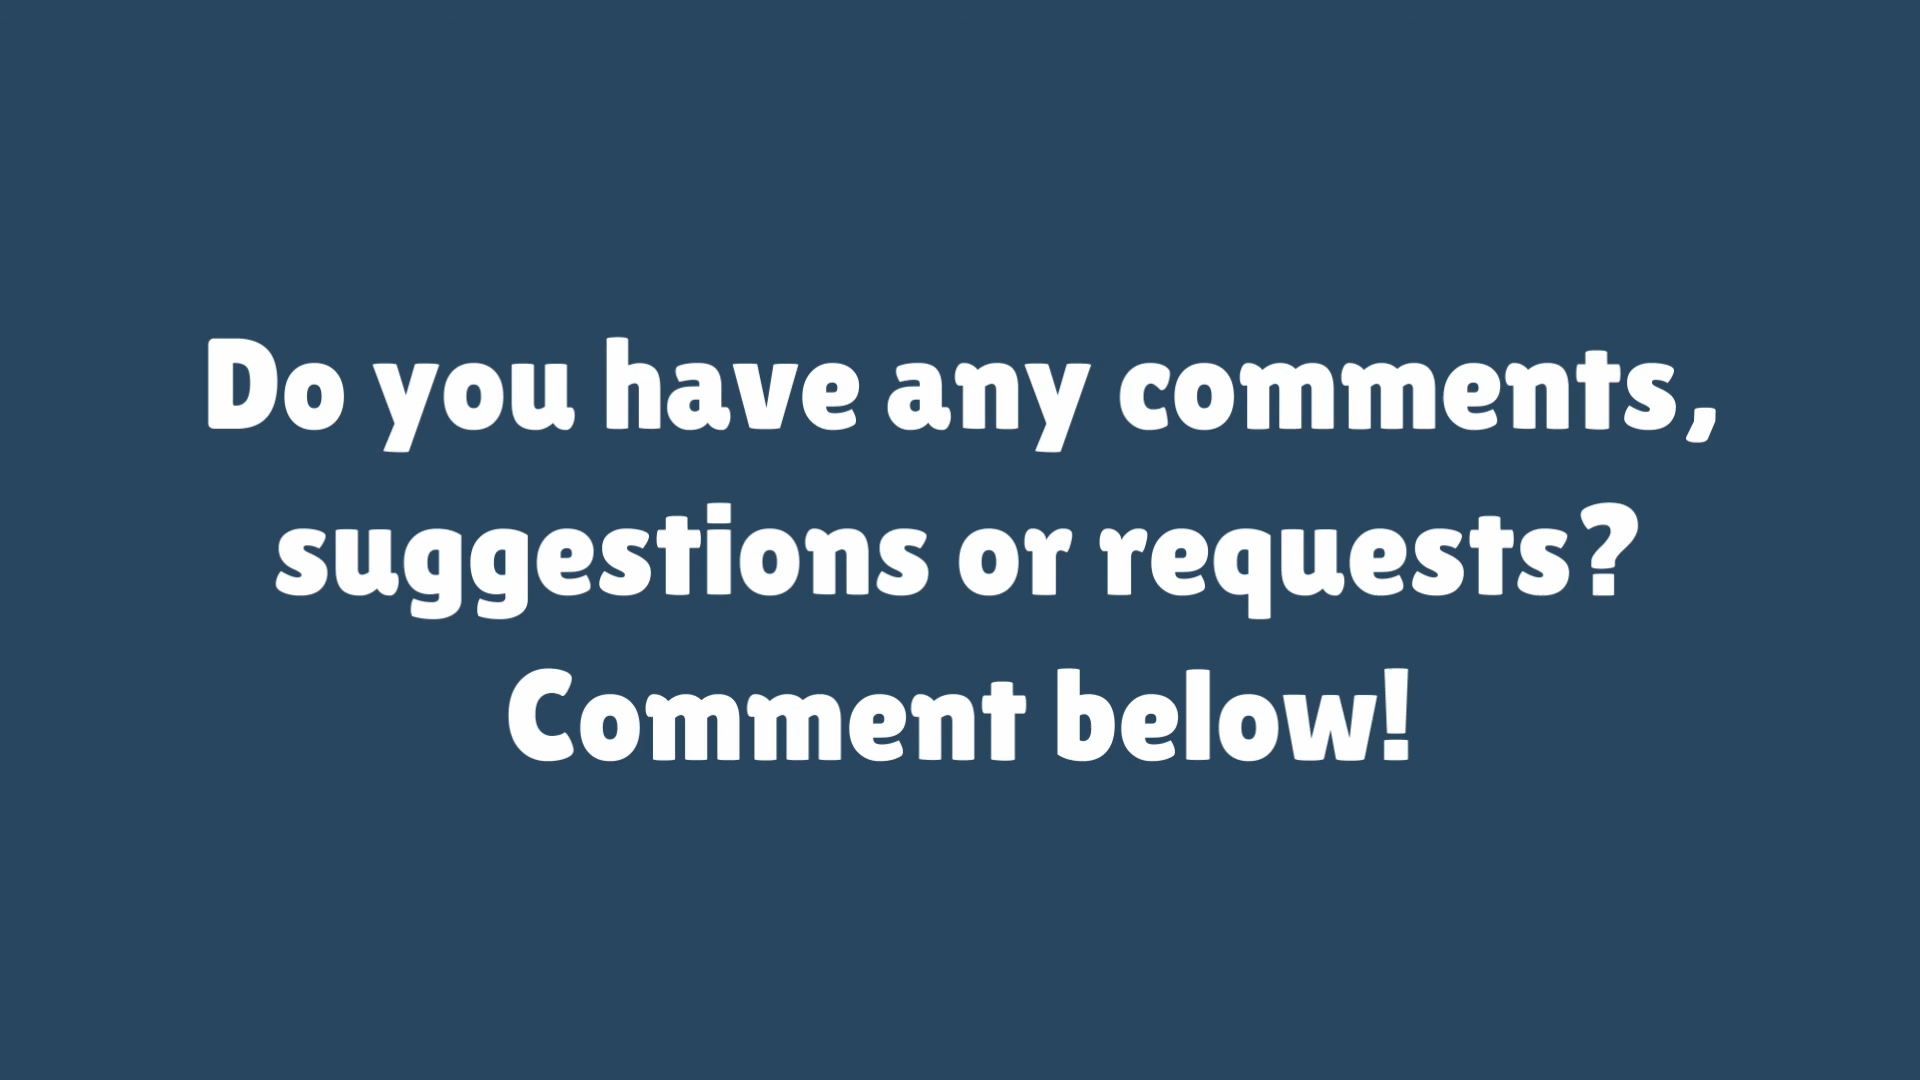 Do you have any comments,
suggestions or requests?
Comment below!